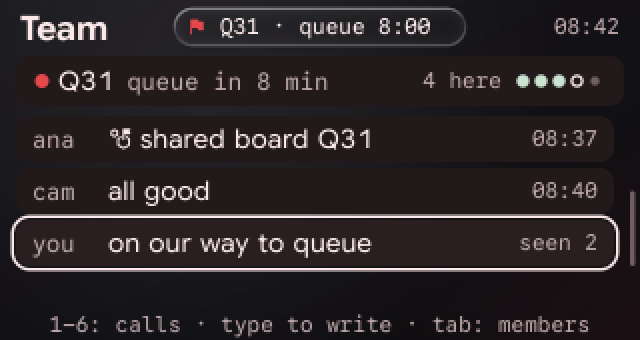 Team
Q31 · queue 8:00
08:42
Q31 queue in 8 min
4 here
ana shared board Q31 08:37
cam all good 08:40
you on our way to queue seen 2
1-6: calls · type to write · tab: members